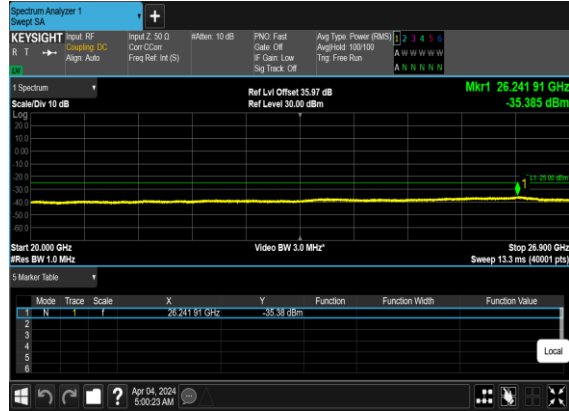 Spectrum Analyzer 1
Swept SA
+
KEYSIGHT Input: RF Input Z: 50 Ω #Atten: 10 dB PNO: Fast Avg Type: Power (RMS) 1 2 3 4 5 6
R T Coupling: DC Corr CCorr Gate: Off Avg|Hold: 100/100 A W W W W W
Align: Auto Freq Ref: Int (S) IF Gain: Low Trig: Free Run
Sig Track: Off A N N N N N
1 Spectrum
Ref Lvl Offset 35.97 dB Mkr1 26.241 91 GHz
Scale/Div 10 dB Ref Level 30.00 dBm -35.385 dBm
Log
20.0
10.0
0.00
-10.0
-20.0
L1 -25.00 dBm
1
-30.0
-40.0
-50.0
-60.0
Start 20.000 GHz Video BW 3.0 MHz* Stop 26.900 GHz
#Res BW 1.0 MHz Sweep 13.3 ms (40001 pts)
5 Marker Table
Mode Trace Scale X Y Function Function Width Function Value
1 N 1 f 26.241 91 GHz -35.38 dBm
2
3
4
5
6
Local
? Apr 04, 2024
5:00:23 AM